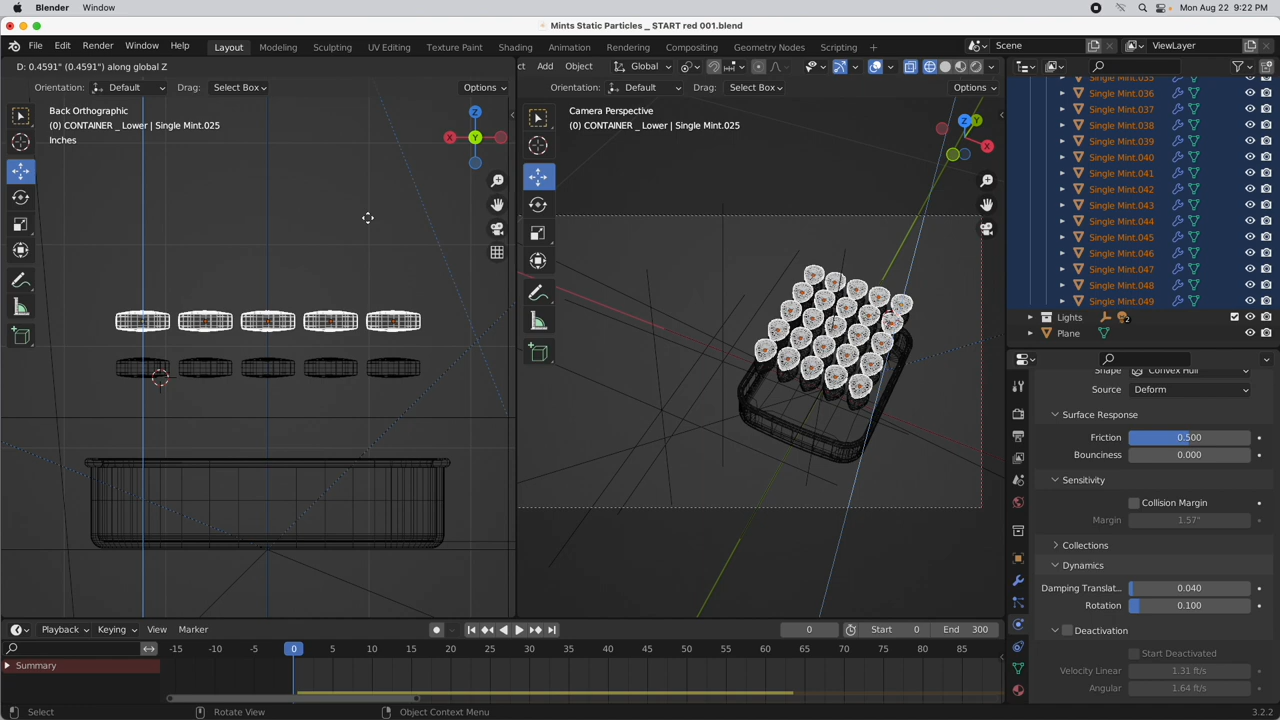 Blender Window Mon Aug 22 9:22 PM
Mints Static Particles _ START red 001.blend
File Edit Render Window Help Layout Modeling Sculpting UV Editing Texture Paint Shading Animation Rendering Compositing Geometry Nodes Scripting + Scene ViewLayer
D: 0.4591" (0.4591") along global Z
ct Add Object Global
Orientation: Default Drag: Select Box Options
Orientation: Default Drag: Select Box Options
Back Orthographic
(0) CONTAINER _ Lower | Single Mint.025
Inches
Z
X
Y
Camera Perspective
(0) CONTAINER _ Lower | Single Mint.025
Z
Y
X
Single Mint.035
Single Mint.036
Single Mint.037
Single Mint.038
Single Mint.039
Single Mint.040
Single Mint.041
Single Mint.042
Single Mint.043
Single Mint.044
Single Mint.045
Single Mint.046
Single Mint.047
Single Mint.048
Single Mint.049
Lights 2
Plane
Shape Convex Hull
Source Deform
Surface Response
Friction 0.500
Bounciness 0.000
Sensitivity
Collision Margin
Margin 1.57"
Collections
Dynamics
Damping Translat... 0.040
Rotation 0.100
Deactivation
Start Deactivated
Velocity Linear 1.31 ft/s
Angular 1.64 ft/s
Playback Keying View Marker 0 Start 0 End 300
-15 -10 -5 0 5 10 15 20 25 30 35 40 45 50 55 60 65 70 75 80 85
Summary
Select Rotate View Object Context Menu 3.2.2